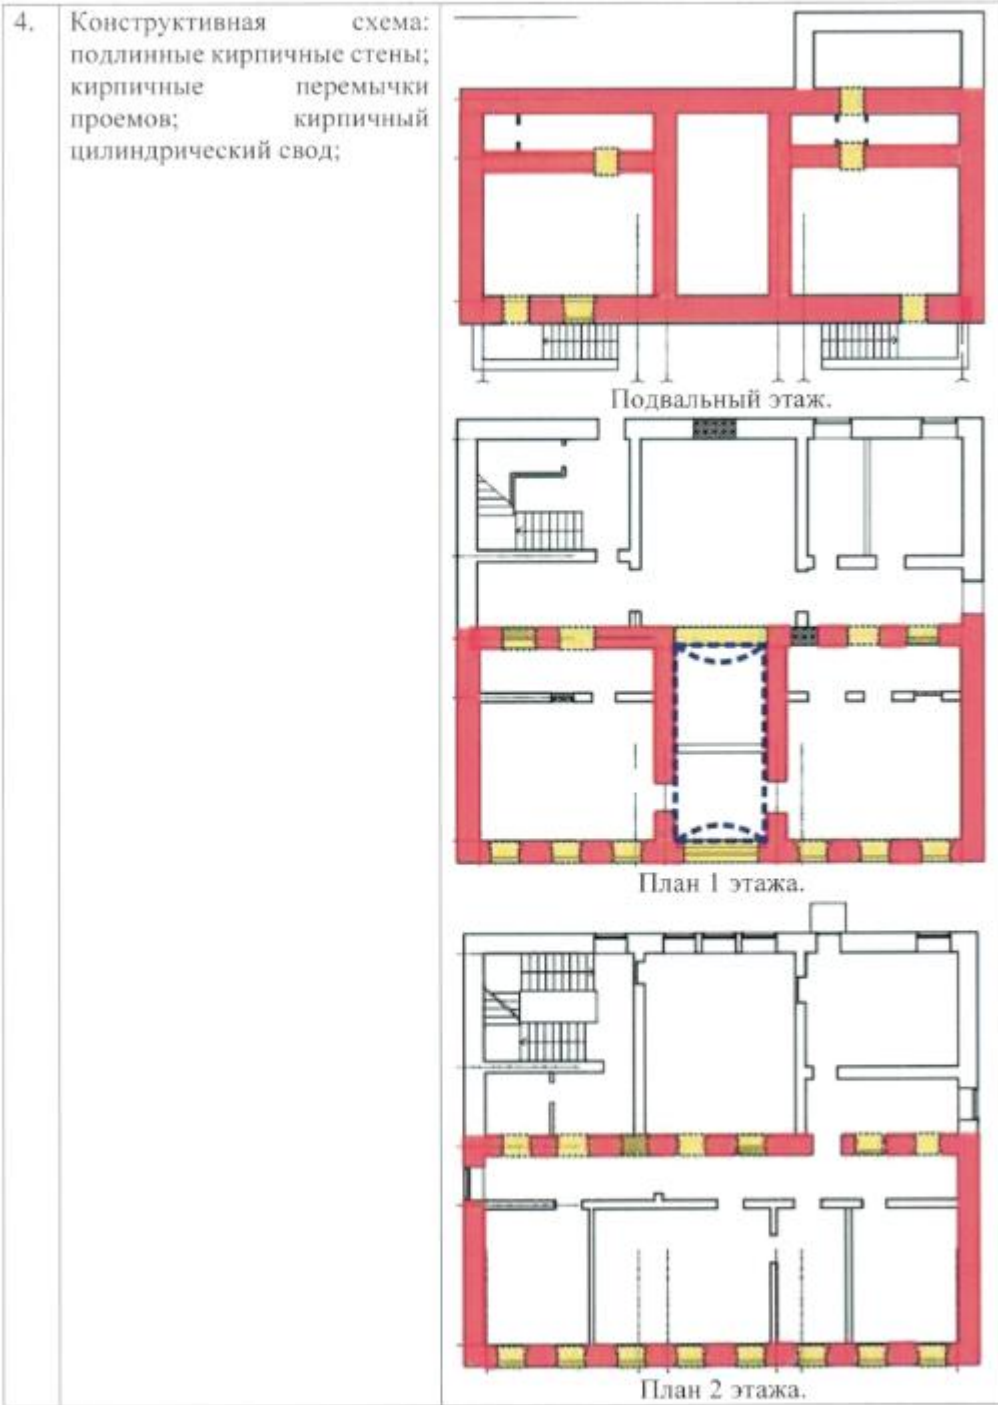 4.
Конструктивная схема:
подлинные кирпичные стены;
кирпичные перемычки
проемов; кирпичный
цилиндрический свод;
Подвальный этаж.
План 1 этажа.
План 2 этажа.